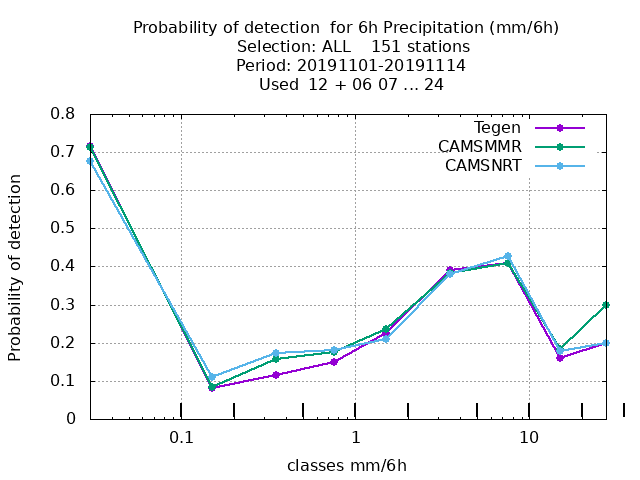 Probability of detection  for 6h Precipitation (mm/6h)
Selection: ALL    151 stations
Period: 20191101-20191114
Used  12 + 06 07 ... 24
Tegen
CAMSMMR
CAMSNRT
Probability of detection
0.8
0.7
0.6
0.5
0.4
0.3
0.2
0.1
0
0.1 1 10
classes mm/6h